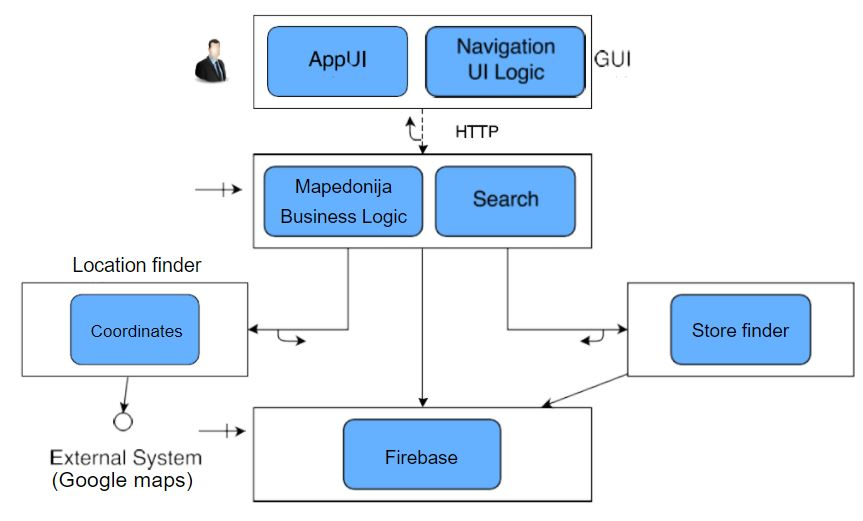 AppUI
Navigation
UI Logic
GUI
HTTP
Mapedonija
Business Logic
Search
Location finder
Coordinates
Store finder
External System
(Google maps)
Firebase